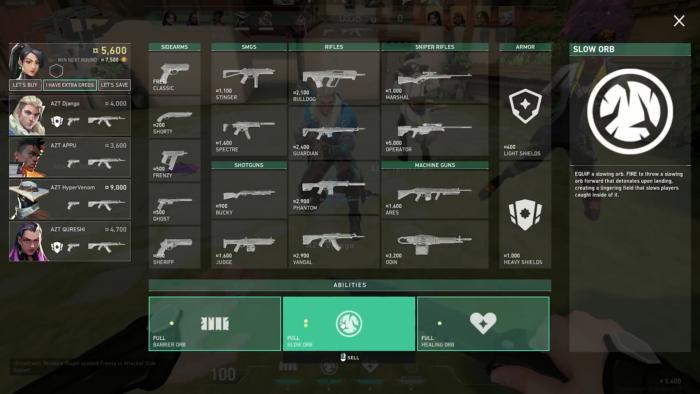 ¤ 5,600
MIN NEXT ROUND: ¤ 7,500
LET'S BUY
I HAVE EXTRA CREDS
LET'S SAVE
AZT Django
¤ 4,000
AZT APPU
¤ 3,600
AZT HyperVenom
¤ 9,000
AZT QURESHI
¤ 4,700
SIDEARMS
FREE
CLASSIC
¤200
SHORTY
FRENZY
¤500
GHOST
SHERIFF
SMGS
¤1,100
STINGER
¤1,600
SPECTRE
SHOTGUNS
¤900
BUCKY
¤1,600
JUDGE
RIFLES
¤2,100
BULLDOG
¤2,400
GUARDIAN
¤2,900
PHANTOM
¤2,900
VANDAL
SNIPER RIFLES
¤1,000
MARSHAL
¤5,000
OPERATOR
MACHINE GUNS
¤1,600
ARES
¤3,200
ODIN
ARMOR
¤400
LIGHT SHIELDS
¤1,000
HEAVY SHIELDS
SLOW ORB
EQUIP a slowing orb. FIRE to throw a slowing
orb forward that detonates upon landing,
creating a lingering field that slows players
caught inside of it.
ABILITIES
FULL
BARRIER ORB
FULL
SLOW ORB
FULL
HEALING ORB
SELL
100
¤ 5,600